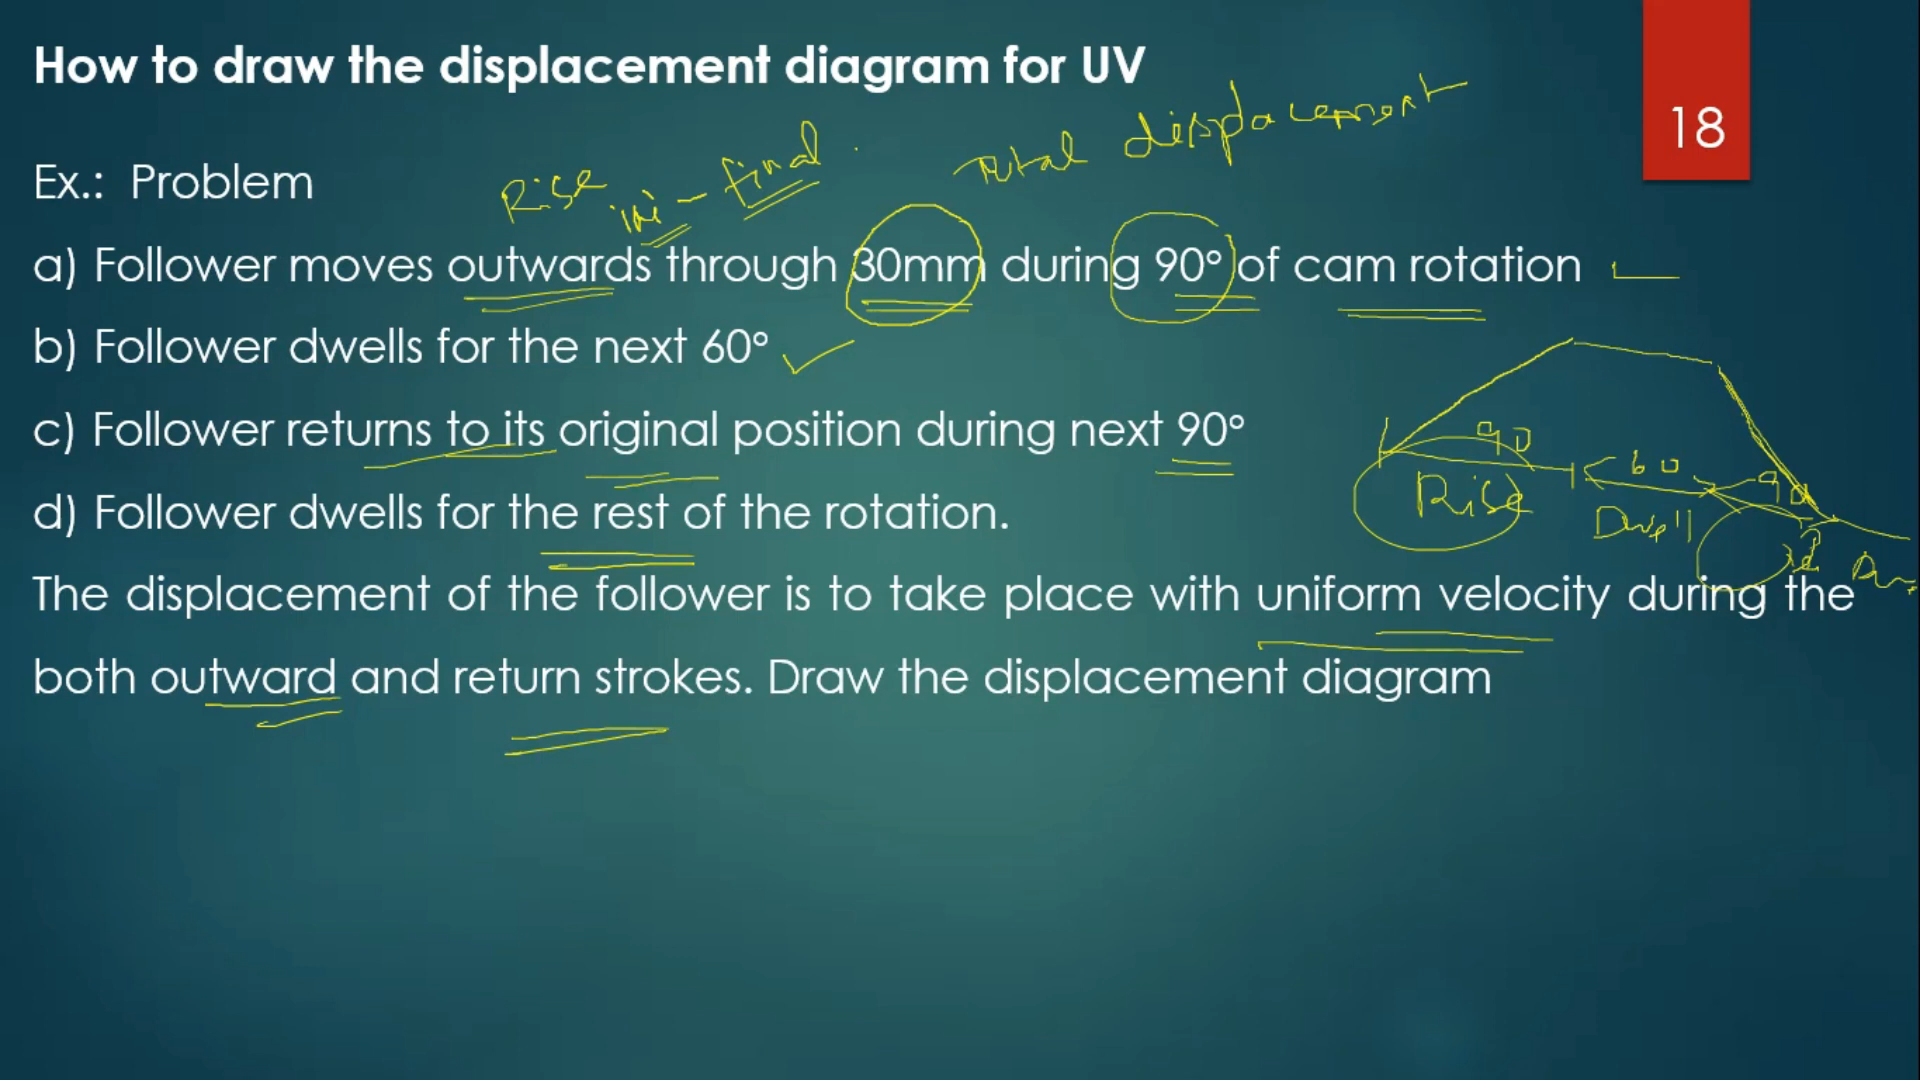 How to draw the displacement diagram for UV
18
Total displacement
Rise ini - final
Ex.: Problem
a) Follower moves outwards through 30mm during 90° of cam rotation
b) Follower dwells for the next 60°
c) Follower returns to its original position during next 90°
d) Follower dwells for the rest of the rotation.
90
60
90
Rise
Dwell
The displacement of the follower is to take place with uniform velocity during the
both outward and return strokes. Draw the displacement diagram